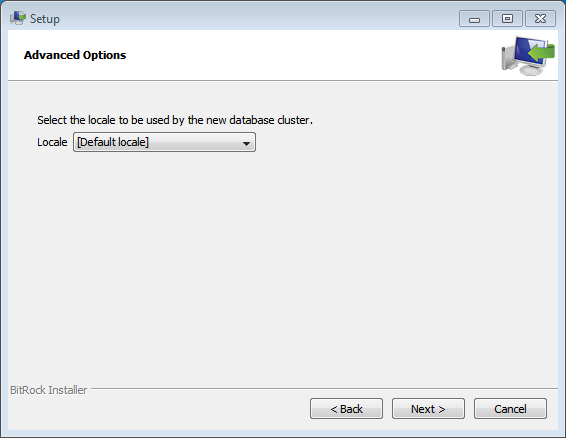 Setup
Advanced Options
Select the locale to be used by the new database cluster.
Locale [Default locale]
BitRock Installer
< Back Next > Cancel